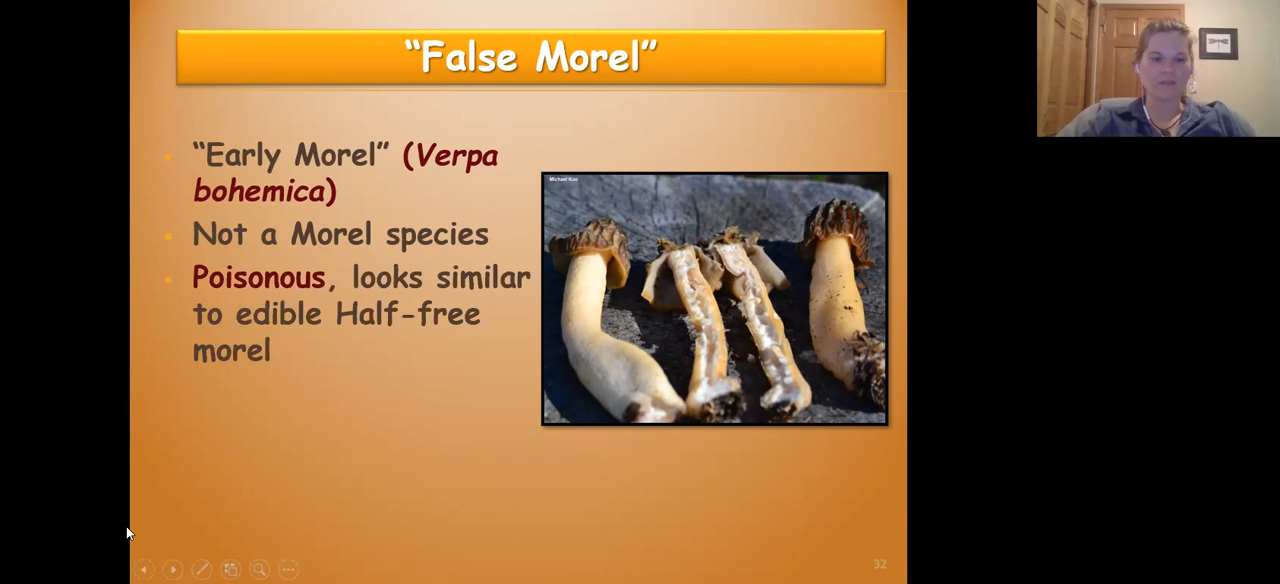 “False Morel”
“Early Morel” (Verpa
bohemica)
Not a Morel species
Poisonous, looks similar
to edible Half-free
morel
Michael Kuo
32